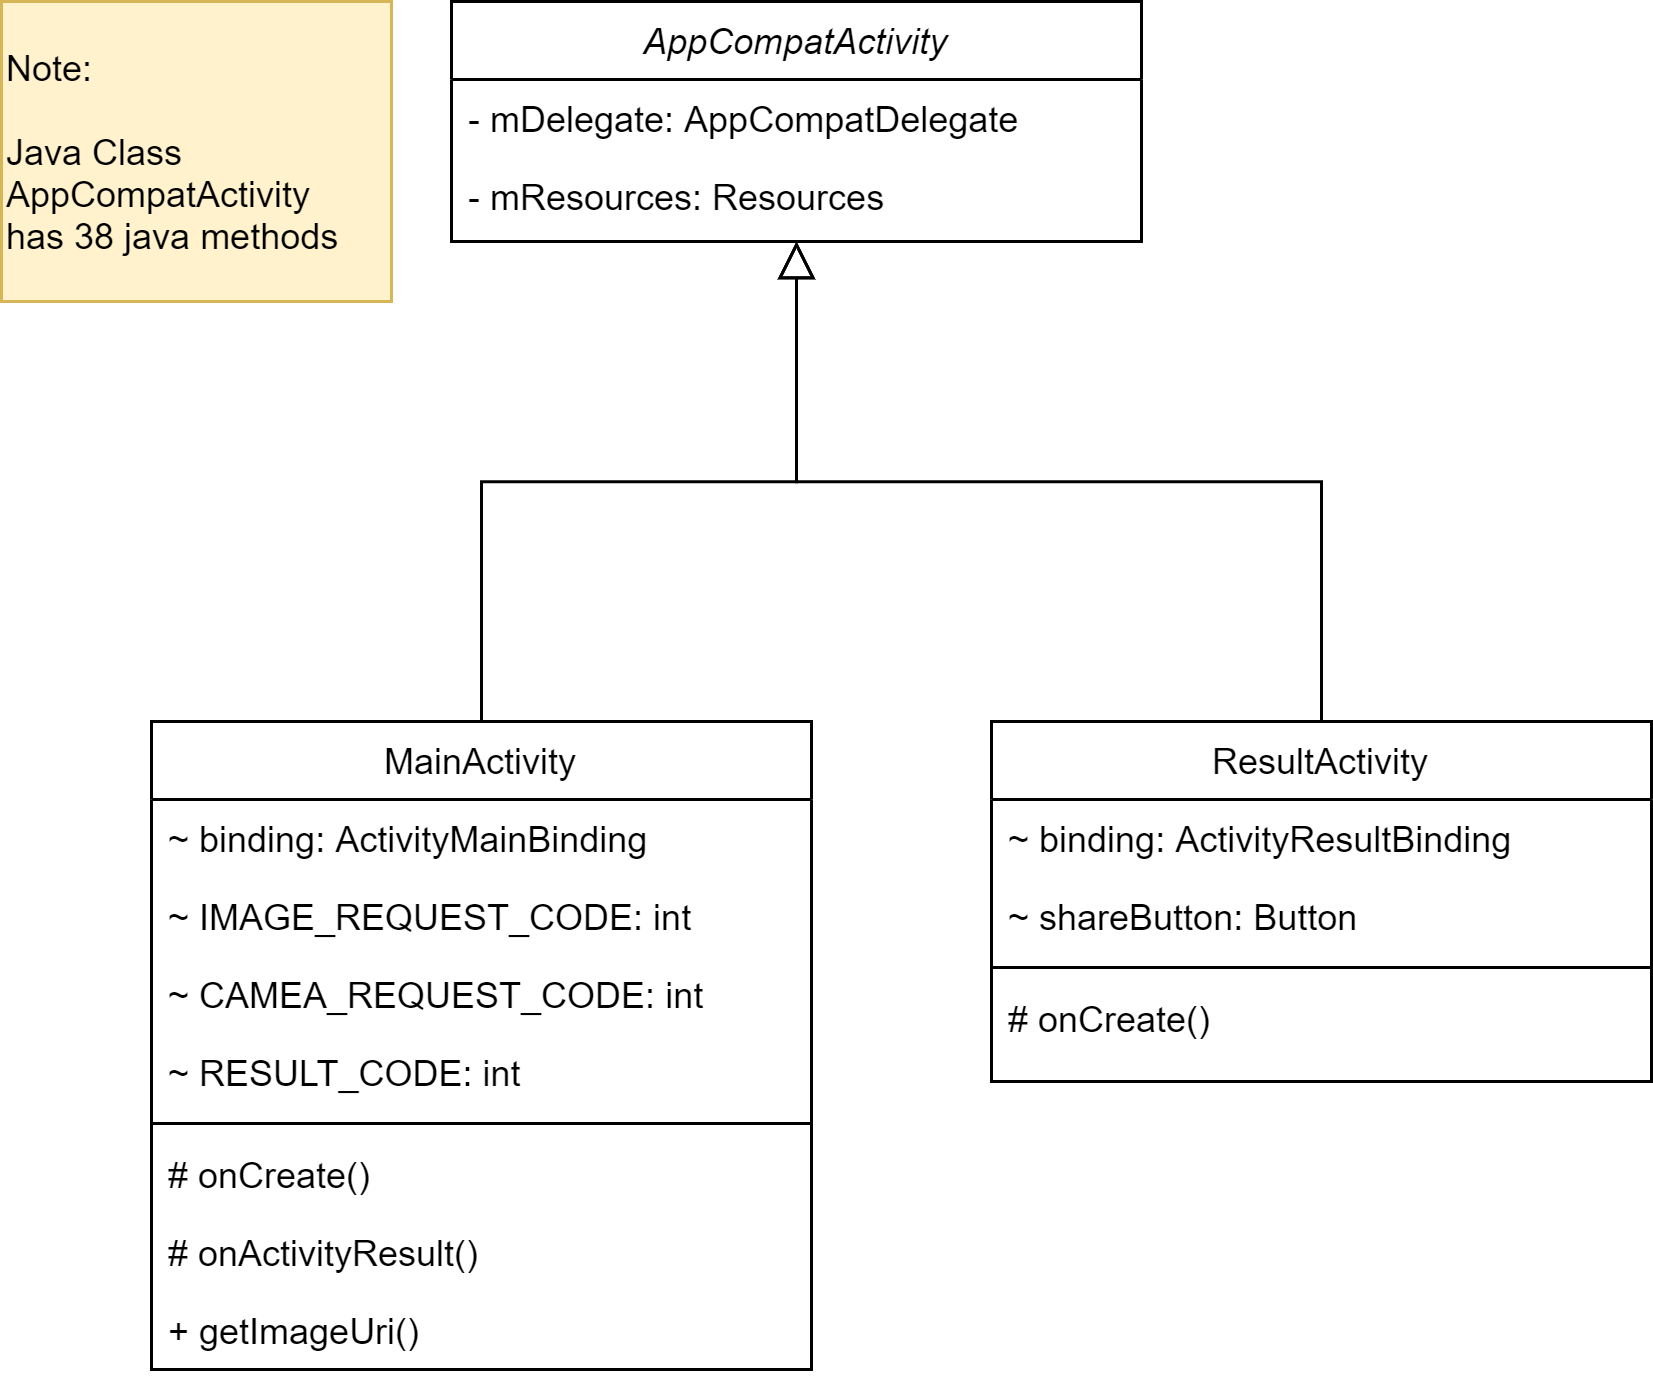 Note:
Java Class
AppCompatActivity
has 38 java methods
AppCompatActivity
- mDelegate: AppCompatDelegate
- mResources: Resources
MainActivity
~ binding: ActivityMainBinding
~ IMAGE_REQUEST_CODE: int
~ CAMEA_REQUEST_CODE: int
~ RESULT_CODE: int
# onCreate()
# onActivityResult()
+ getImageUri()
ResultActivity
~ binding: ActivityResultBinding
~ shareButton: Button
# onCreate()